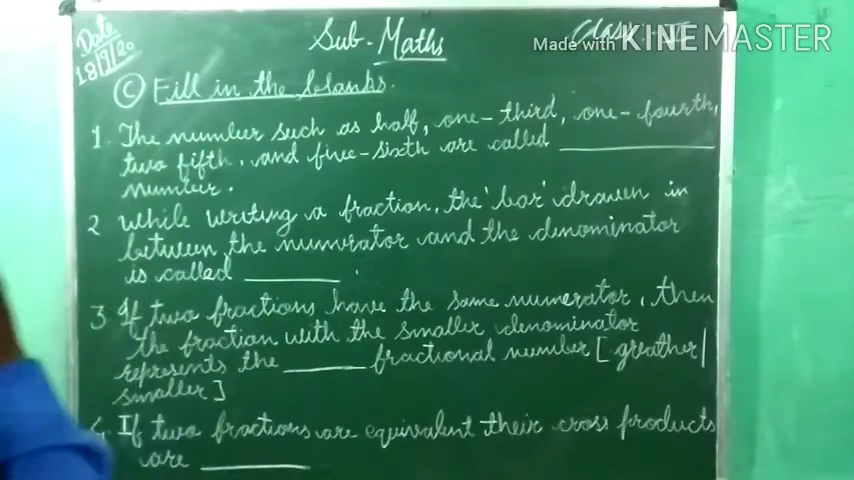 Date
18/9/20
Sub-Maths
Class-
Made with KINEMASTER
(C) Fill in the blanks.
1. The number such as half, one-third, one-fourth,
two fifth, and five-sixth are called ________
number.
2 While writing a fraction, the 'bar' drawn in
between the numerator and the denominator
is called ________.
3 If two fractions have the same numerator, then
the fraction with the smaller denominator
represents the ________ fractional number [greather/
smaller]
4. If two fractions are equivalent their cross products
are ________